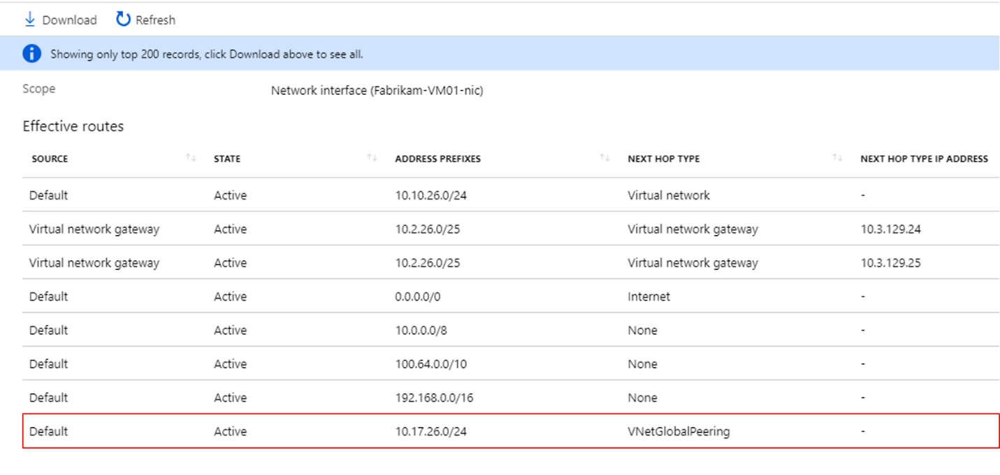 Download Refresh
Showing only top 200 records, click Download above to see all.
Scope Network interface (Fabrikam-VM01-nic)
Effective routes
SOURCE STATE ADDRESS PREFIXES NEXT HOP TYPE NEXT HOP TYPE IP ADDRESS
Default Active 10.10.26.0/24 Virtual network -
Virtual network gateway Active 10.2.26.0/25 Virtual network gateway 10.3.129.24
Virtual network gateway Active 10.2.26.0/25 Virtual network gateway 10.3.129.25
Default Active 0.0.0.0/0 Internet -
Default Active 10.0.0.0/8 None -
Default Active 100.64.0.0/10 None -
Default Active 192.168.0.0/16 None -
Default Active 10.17.26.0/24 VNetGlobalPeering -